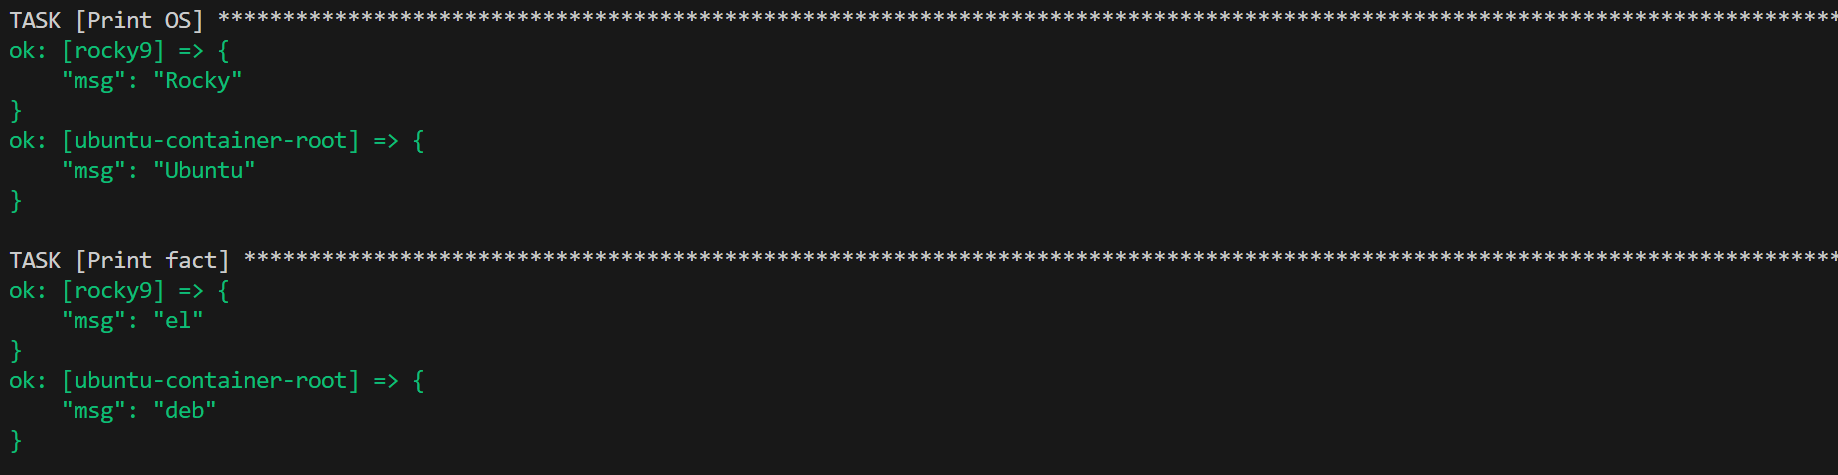 TASK [Print OS] *****************************************************************************************************************************
ok: [rocky9] => {
    "msg": "Rocky"
}
ok: [ubuntu-container-root] => {
    "msg": "Ubuntu"
}
TASK [Print fact] ***************************************************************************************************************************
ok: [rocky9] => {
    "msg": "el"
}
ok: [ubuntu-container-root] => {
    "msg": "deb"
}